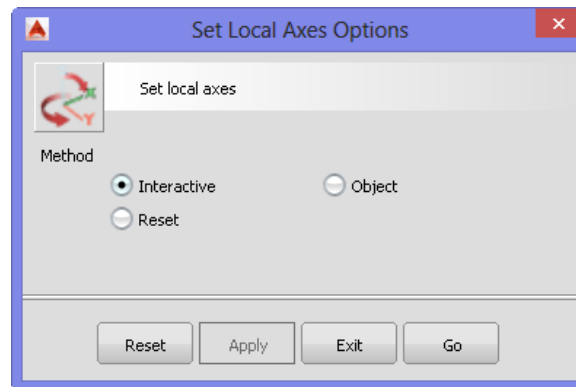 Set Local Axes Options
Set local axes
X
Y
Method
Interactive Object
Reset
Reset Apply Exit Go